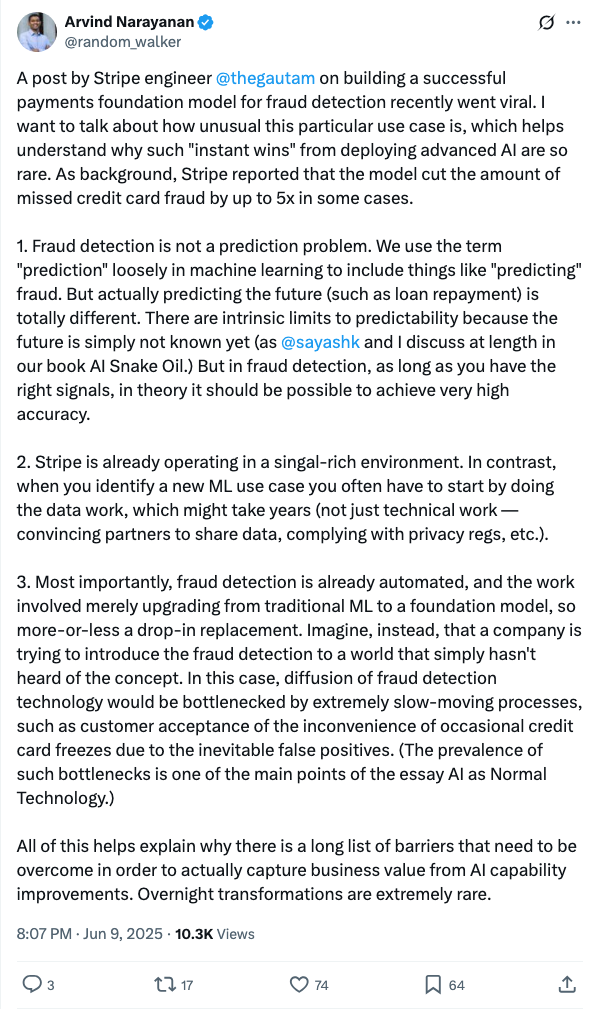 Arvind Narayanan
@random_walker
A post by Stripe engineer @thegautam on building a successful
payments foundation model for fraud detection recently went viral. I
want to talk about how unusual this particular use case is, which helps
understand why such "instant wins" from deploying advanced AI are so
rare. As background, Stripe reported that the model cut the amount of
missed credit card fraud by up to 5x in some cases.
1. Fraud detection is not a prediction problem. We use the term
"prediction" loosely in machine learning to include things like "predicting"
fraud. But actually predicting the future (such as loan repayment) is
totally different. There are intrinsic limits to predictability because the
future is simply not known yet (as @sayashk and I discuss at length in
our book AI Snake Oil.) But in fraud detection, as long as you have the
right signals, in theory it should be possible to achieve very high
accuracy.
2. Stripe is already operating in a singal-rich environment. In contrast,
when you identify a new ML use case you often have to start by doing
the data work, which might take years (not just technical work —
convincing partners to share data, complying with privacy regs, etc.).
3. Most importantly, fraud detection is already automated, and the work
involved merely upgrading from traditional ML to a foundation model, so
more-or-less a drop-in replacement. Imagine, instead, that a company is
trying to introduce the fraud detection to a world that simply hasn't
heard of the concept. In this case, diffusion of fraud detection
technology would be bottlenecked by extremely slow-moving processes,
such as customer acceptance of the inconvenience of occasional credit
card freezes due to the inevitable false positives. (The prevalence of
such bottlenecks is one of the main points of the essay AI as Normal
Technology.)
All of this helps explain why there is a long list of barriers that need to be
overcome in order to actually capture business value from AI capability
improvements. Overnight transformations are extremely rare.
8:07 PM · Jun 9, 2025 · 10.3K Views
3 17 74 64